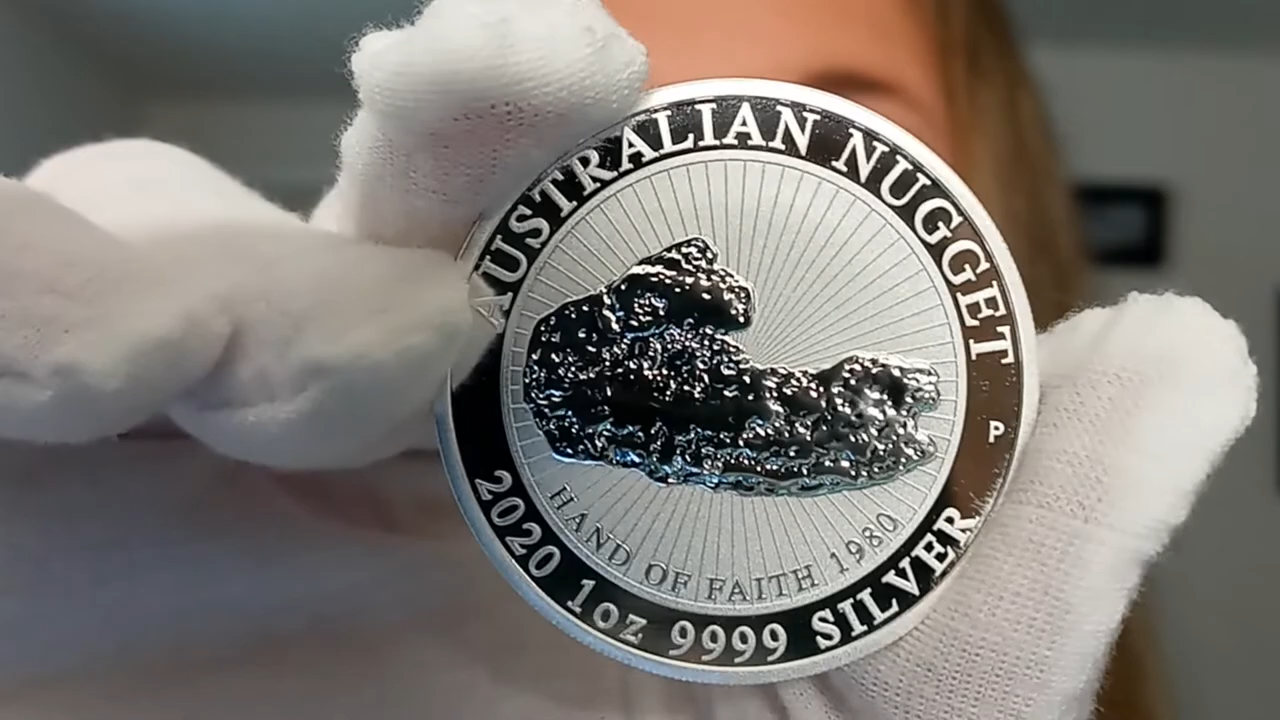 AUSTRALIAN NUGGET
P
HAND OF FAITH 1980
2020 1oz 9999 SILVER